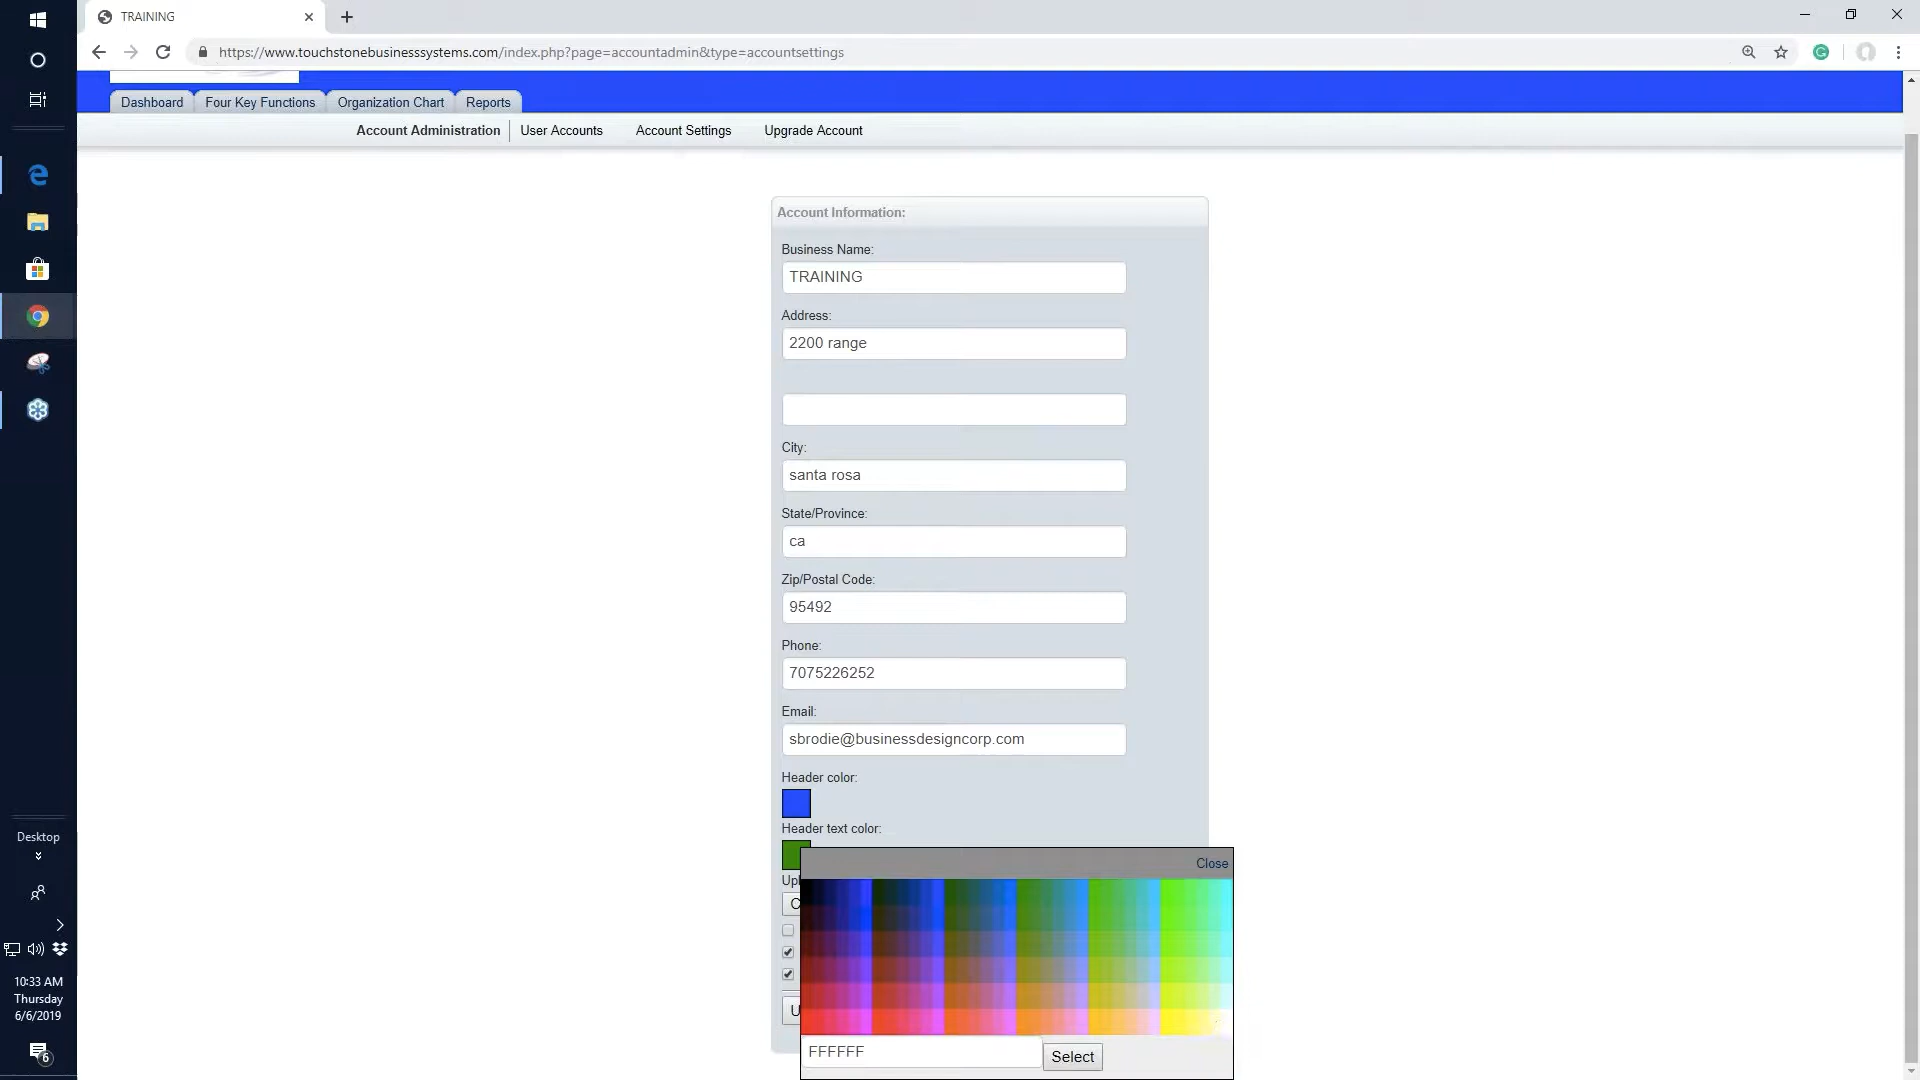 TRAINING
https://www.touchstonebusinesssystems.com/index.php?page=accountadmin&type=accountsettings
Dashboard Four Key Functions Organization Chart Reports
Account Administration User Accounts Account Settings Upgrade Account
Account Information:
Business Name:
TRAINING
Address:
2200 range
City:
santa rosa
State/Province:
ca
Zip/Postal Code:
95492
Phone:
7075226252
Email:
sbrodie@businessdesigncorp.com
Header color:
Header text color:
Close
Upl
C
U
FFFFFF Select
Desktop
10:33 AM
Thursday
6/6/2019
6